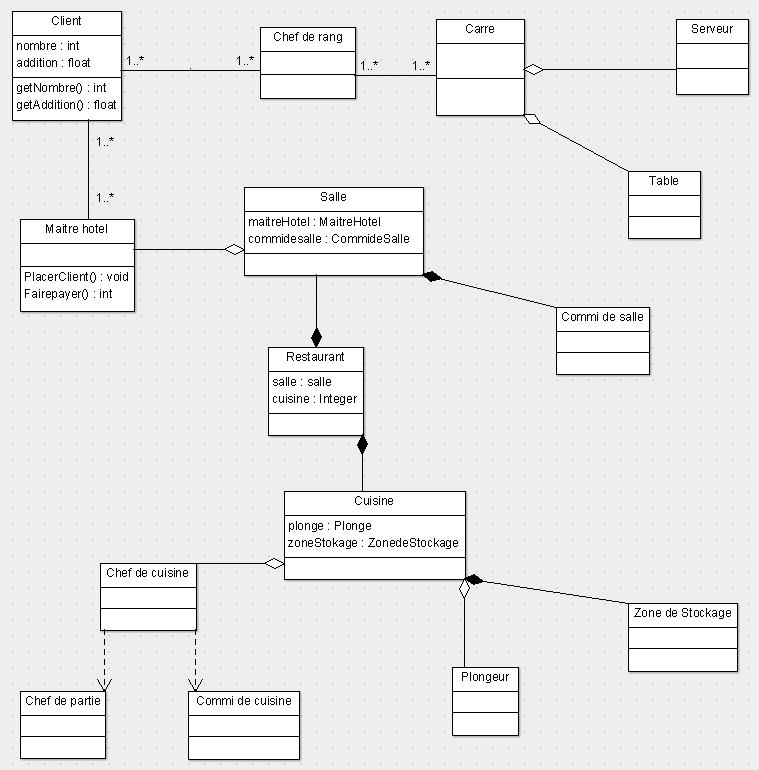 Client
nombre : int
addition : float
getNombre() : int
getAddition() : float
1..*
1..*
Chef de rang
1..*
1..*
Carre
Serveur
Table
1..*
1..*
Maitre hotel
PlacerClient() : void
Fairepayer() : int
Salle
maitreHotel : MaitreHotel
commidesalle : CommideSalle
Commi de salle
Restaurant
salle : salle
cuisine : Integer
Cuisine
plonge : Plonge
zoneStokage : ZonedeStockage
Chef de cuisine
Zone de Stockage
Plongeur
Chef de partie
Commi de cuisine